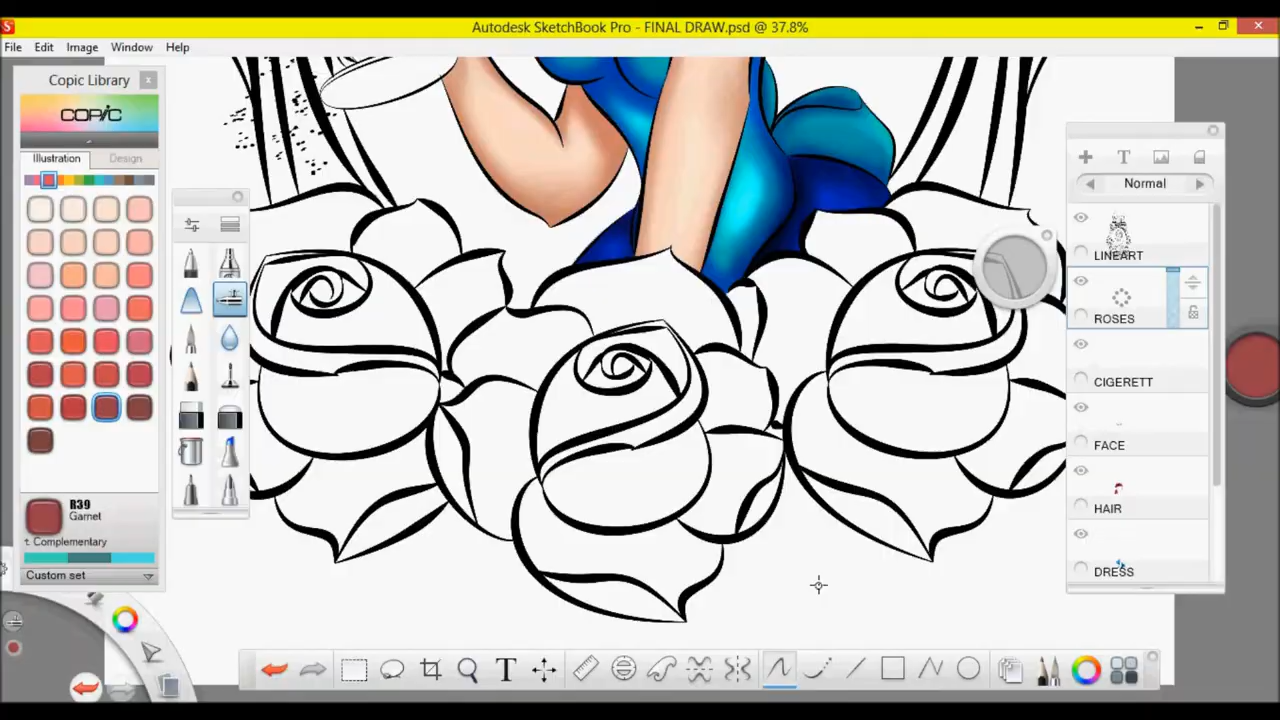 Autodesk SketchBook Pro - FINAL DRAW.psd @ 37.8%
File Edit Image Window Help
Copic Library
COPIC
Illustration Design
R39
Garnet
Complementary
Custom set
Normal
LINEART
ROSES
CIGERETT
FACE
HAIR
DRESS
T
T